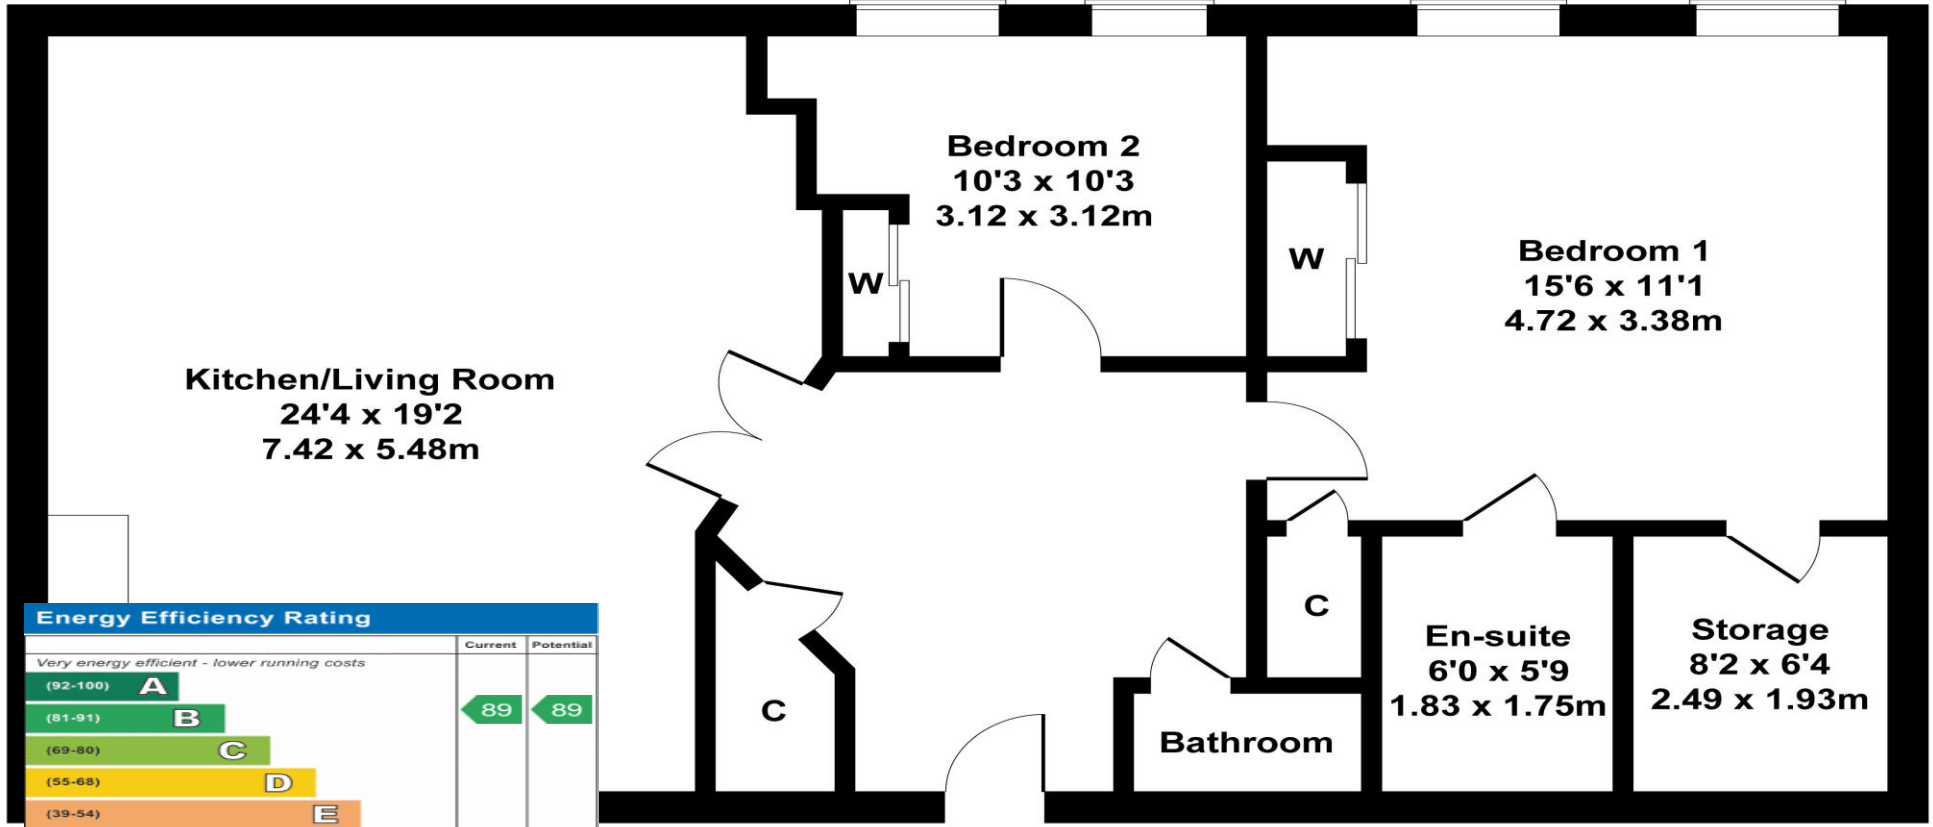 Bedroom 2
10'3 x 10'3
3.12 x 3.12m
W
W
Bedroom 1
15'6 x 11'1
4.72 x 3.38m
Kitchen/Living Room
24'4 x 19'2
7.42 x 5.48m
C
C
En-suite
6'0 x 5'9
1.83 x 1.75m
Storage
8'2 x 6'4
2.49 x 1.93m
Bathroom
Energy Efficiency Rating
Current Potential
Very energy efficient - lower running costs
(92-100) A
(81-91) B
89 89
(69-80) C
(55-68) D
(39-54) E